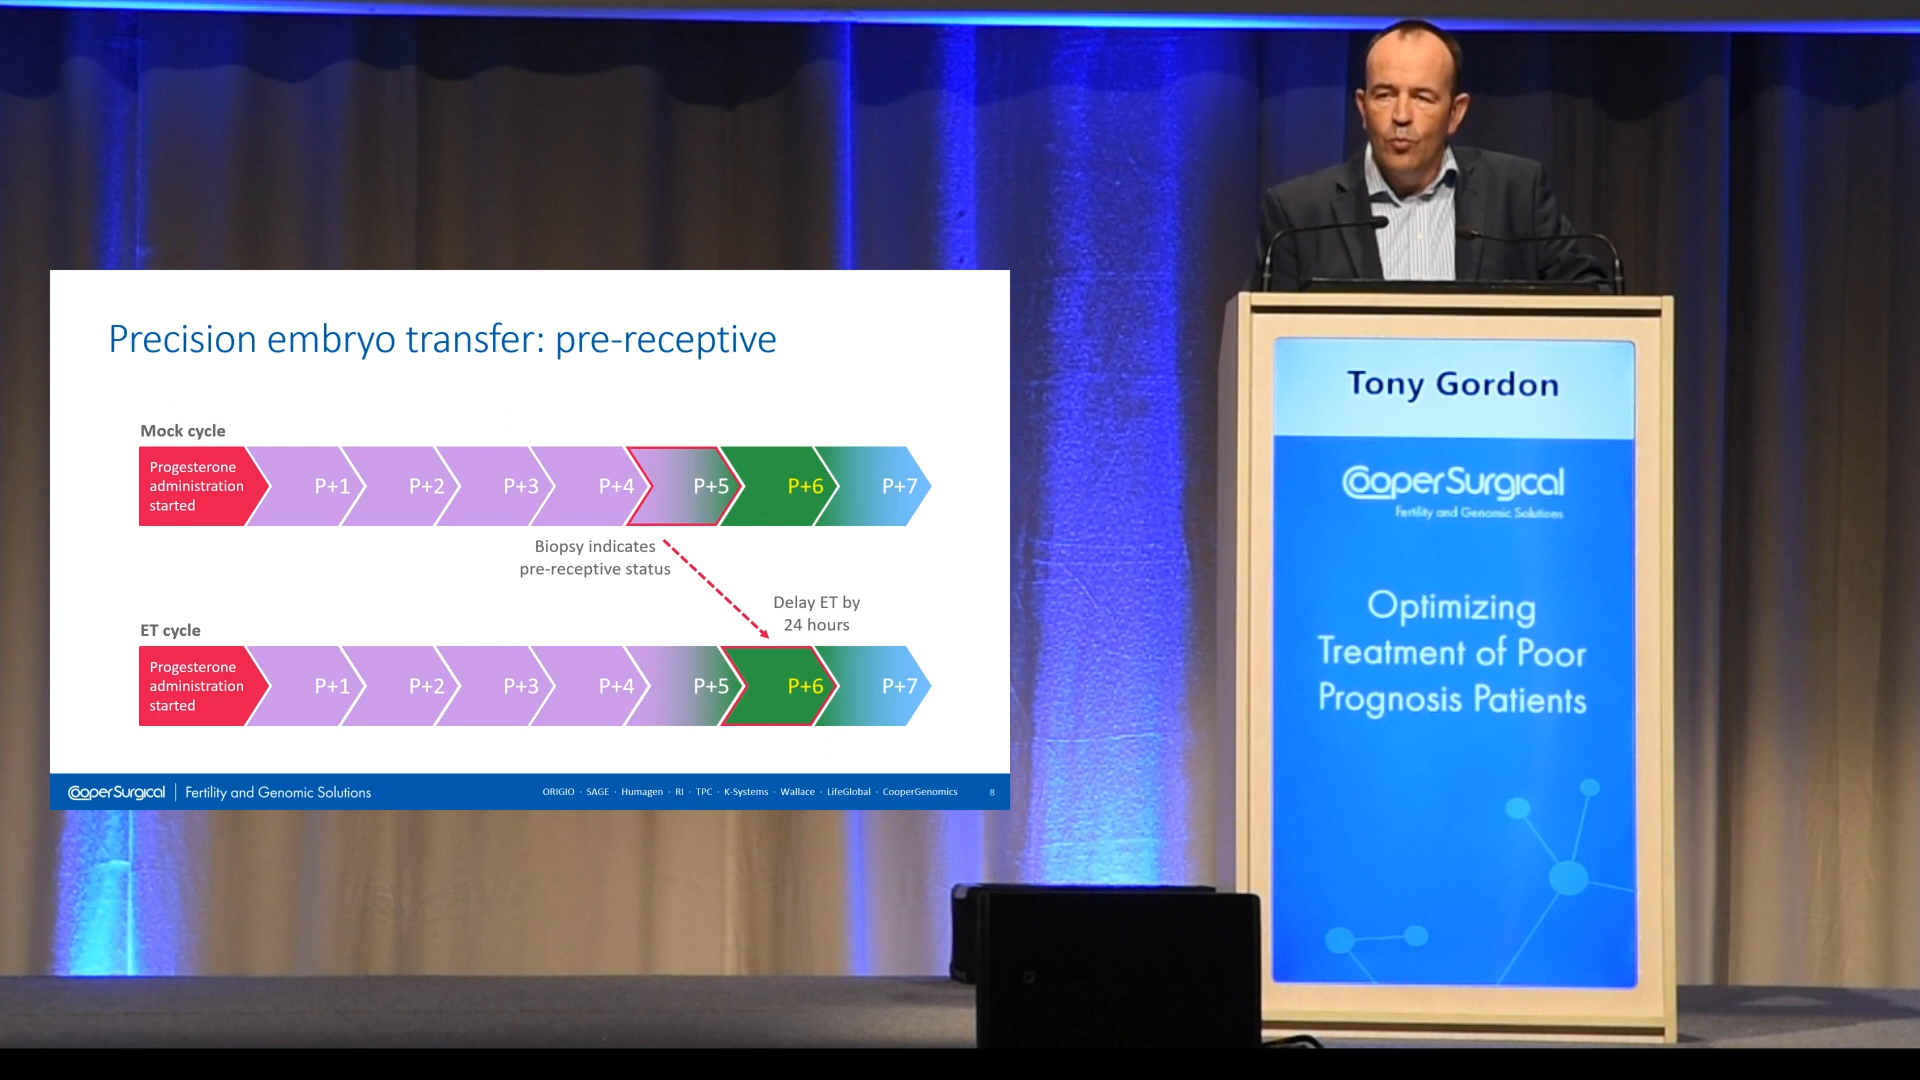 Precision embryo transfer: pre-receptive
Mock cycle
Progesterone
administration
started
P+1
P+2
P+3
P+4
P+5
P+6
P+7
Biopsy indicates
pre-receptive status
Delay ET by
24 hours
ET cycle
Progesterone
administration
started
P+1
P+2
P+3
P+4
P+5
P+6
P+7
CooperSurgical | Fertility and Genomic Solutions
ORIGIO · SAGE · Humagen · RI · TPC · K-Systems · Wallace · LifeGlobal · CooperGenomics
8
Tony Gordon
CooperSurgical
Fertility and Genomic Solutions
Optimizing
Treatment of Poor
Prognosis Patients